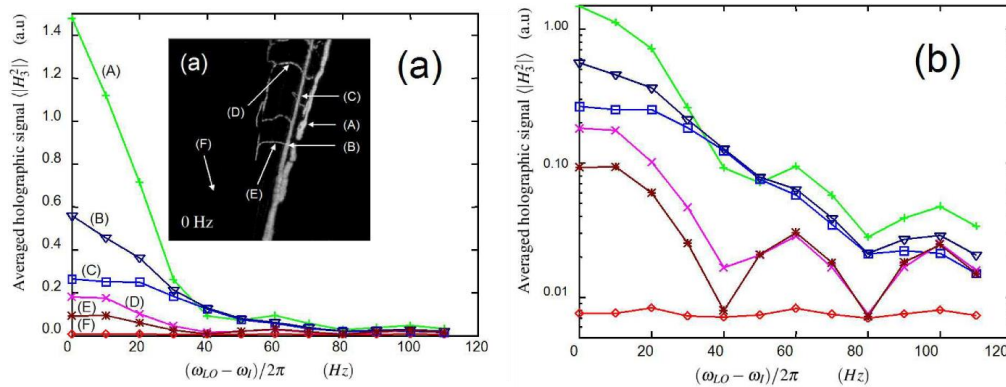 Averaged holographic signal ⟨|H₃²|⟩ (a.u)
1.4
1.2
1.0
0.8
0.6
0.4
0.2
0.0
0 20 40 60 80 100 120
(ω_LO − ω_I)/2π (Hz)
(A)
(B)
(C)
(D)
(E)
(F)
(a)
(a)
(D)
(C)
(A)
(F)
(B)
(E)
0 Hz
Averaged holographic signal ⟨|H₃²|⟩ (a.u)
1.00
0.10
0.01
0 20 40 60 80 100 120
(ω_LO − ω_I)/2π (Hz)
(b)